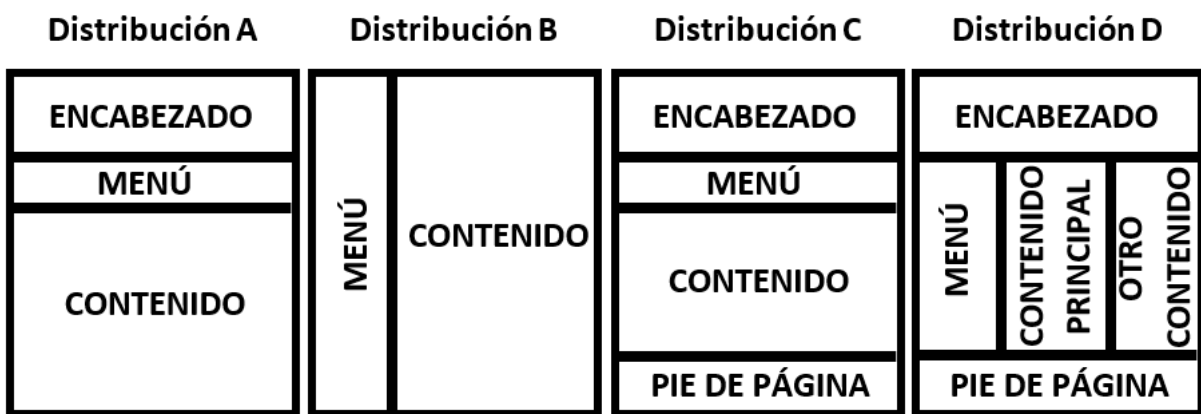 Distribución A
ENCABEZADO
MENÚ
CONTENIDO
Distribución B
MENÚ
CONTENIDO
Distribución C
ENCABEZADO
MENÚ
CONTENIDO
PIE DE PÁGINA
Distribución D
ENCABEZADO
MENÚ
CONTENIDO
PRINCIPAL
OTRO
CONTENIDO
PIE DE PÁGINA